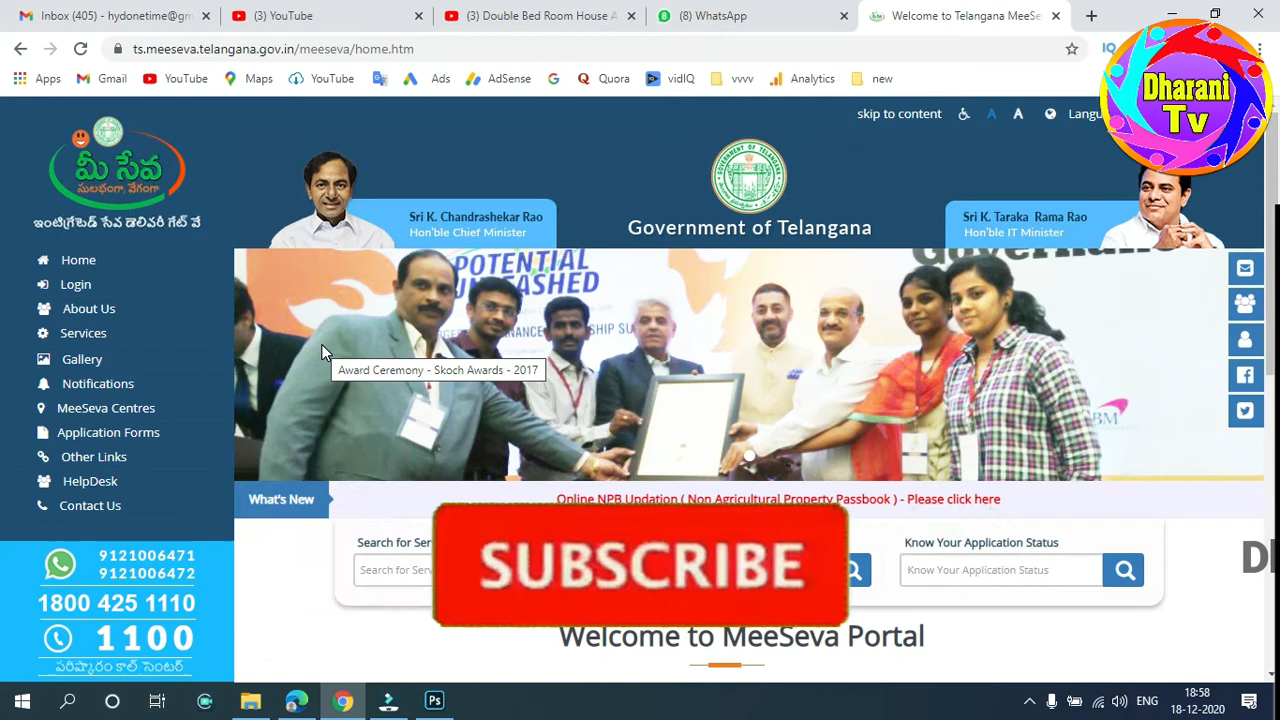 Inbox (405) - hydonetime@gm
(3) YouTube
(3) Double Bed Room House A
(8) WhatsApp
Welcome to Telangana MeeSe
ts.meeseva.telangana.gov.in/meeseva/home.htm
Apps
Gmail
YouTube
Maps
YouTube
Ads
AdSense
Quora
vidIQ
vvvv
Analytics
new
Dharani
Tv
skip to content
A
A
Langu
మీ సేవ
సులభంగా, వేగంగా
ఇంటిగ్రేటెడ్ సేవ డెలివరీ గేట్ వే
Sri K. Chandrashekar Rao
Hon'ble Chief Minister
Government of Telangana
Sri K. Taraka Rama Rao
Hon'ble IT Minister
Home
Login
About Us
Services
Gallery
Notifications
MeeSeva Centres
Application Forms
Other Links
HelpDesk
Contact Us
POTENTIAL
UNLEASHED
Award Ceremony - Skoch Awards - 2017
What's New
Online NPB Updation ( Non Agricultural Property Passbook ) - Please click here
Search for Ser
Search for Serv
Know Your Application Status
Know Your Application Status
SUBSCRIBE
Welcome to MeeSeva Portal
9121006471
9121006472
1800 425 1110
1100
పరిష్కారం కాల్ సెంటర్
ENG
18:58
18-12-2020